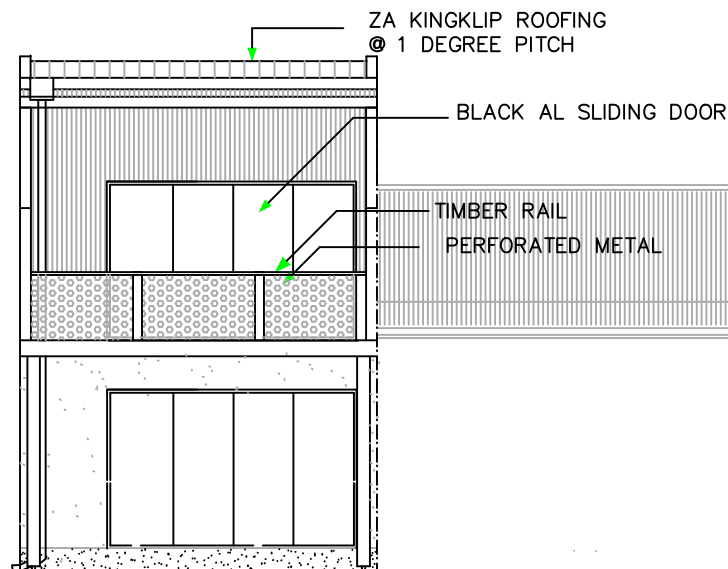 ZA KINGKLIP ROOFING
@ 1 DEGREE PITCH
BLACK AL SLIDING DOOR
TIMBER RAIL
PERFORATED METAL